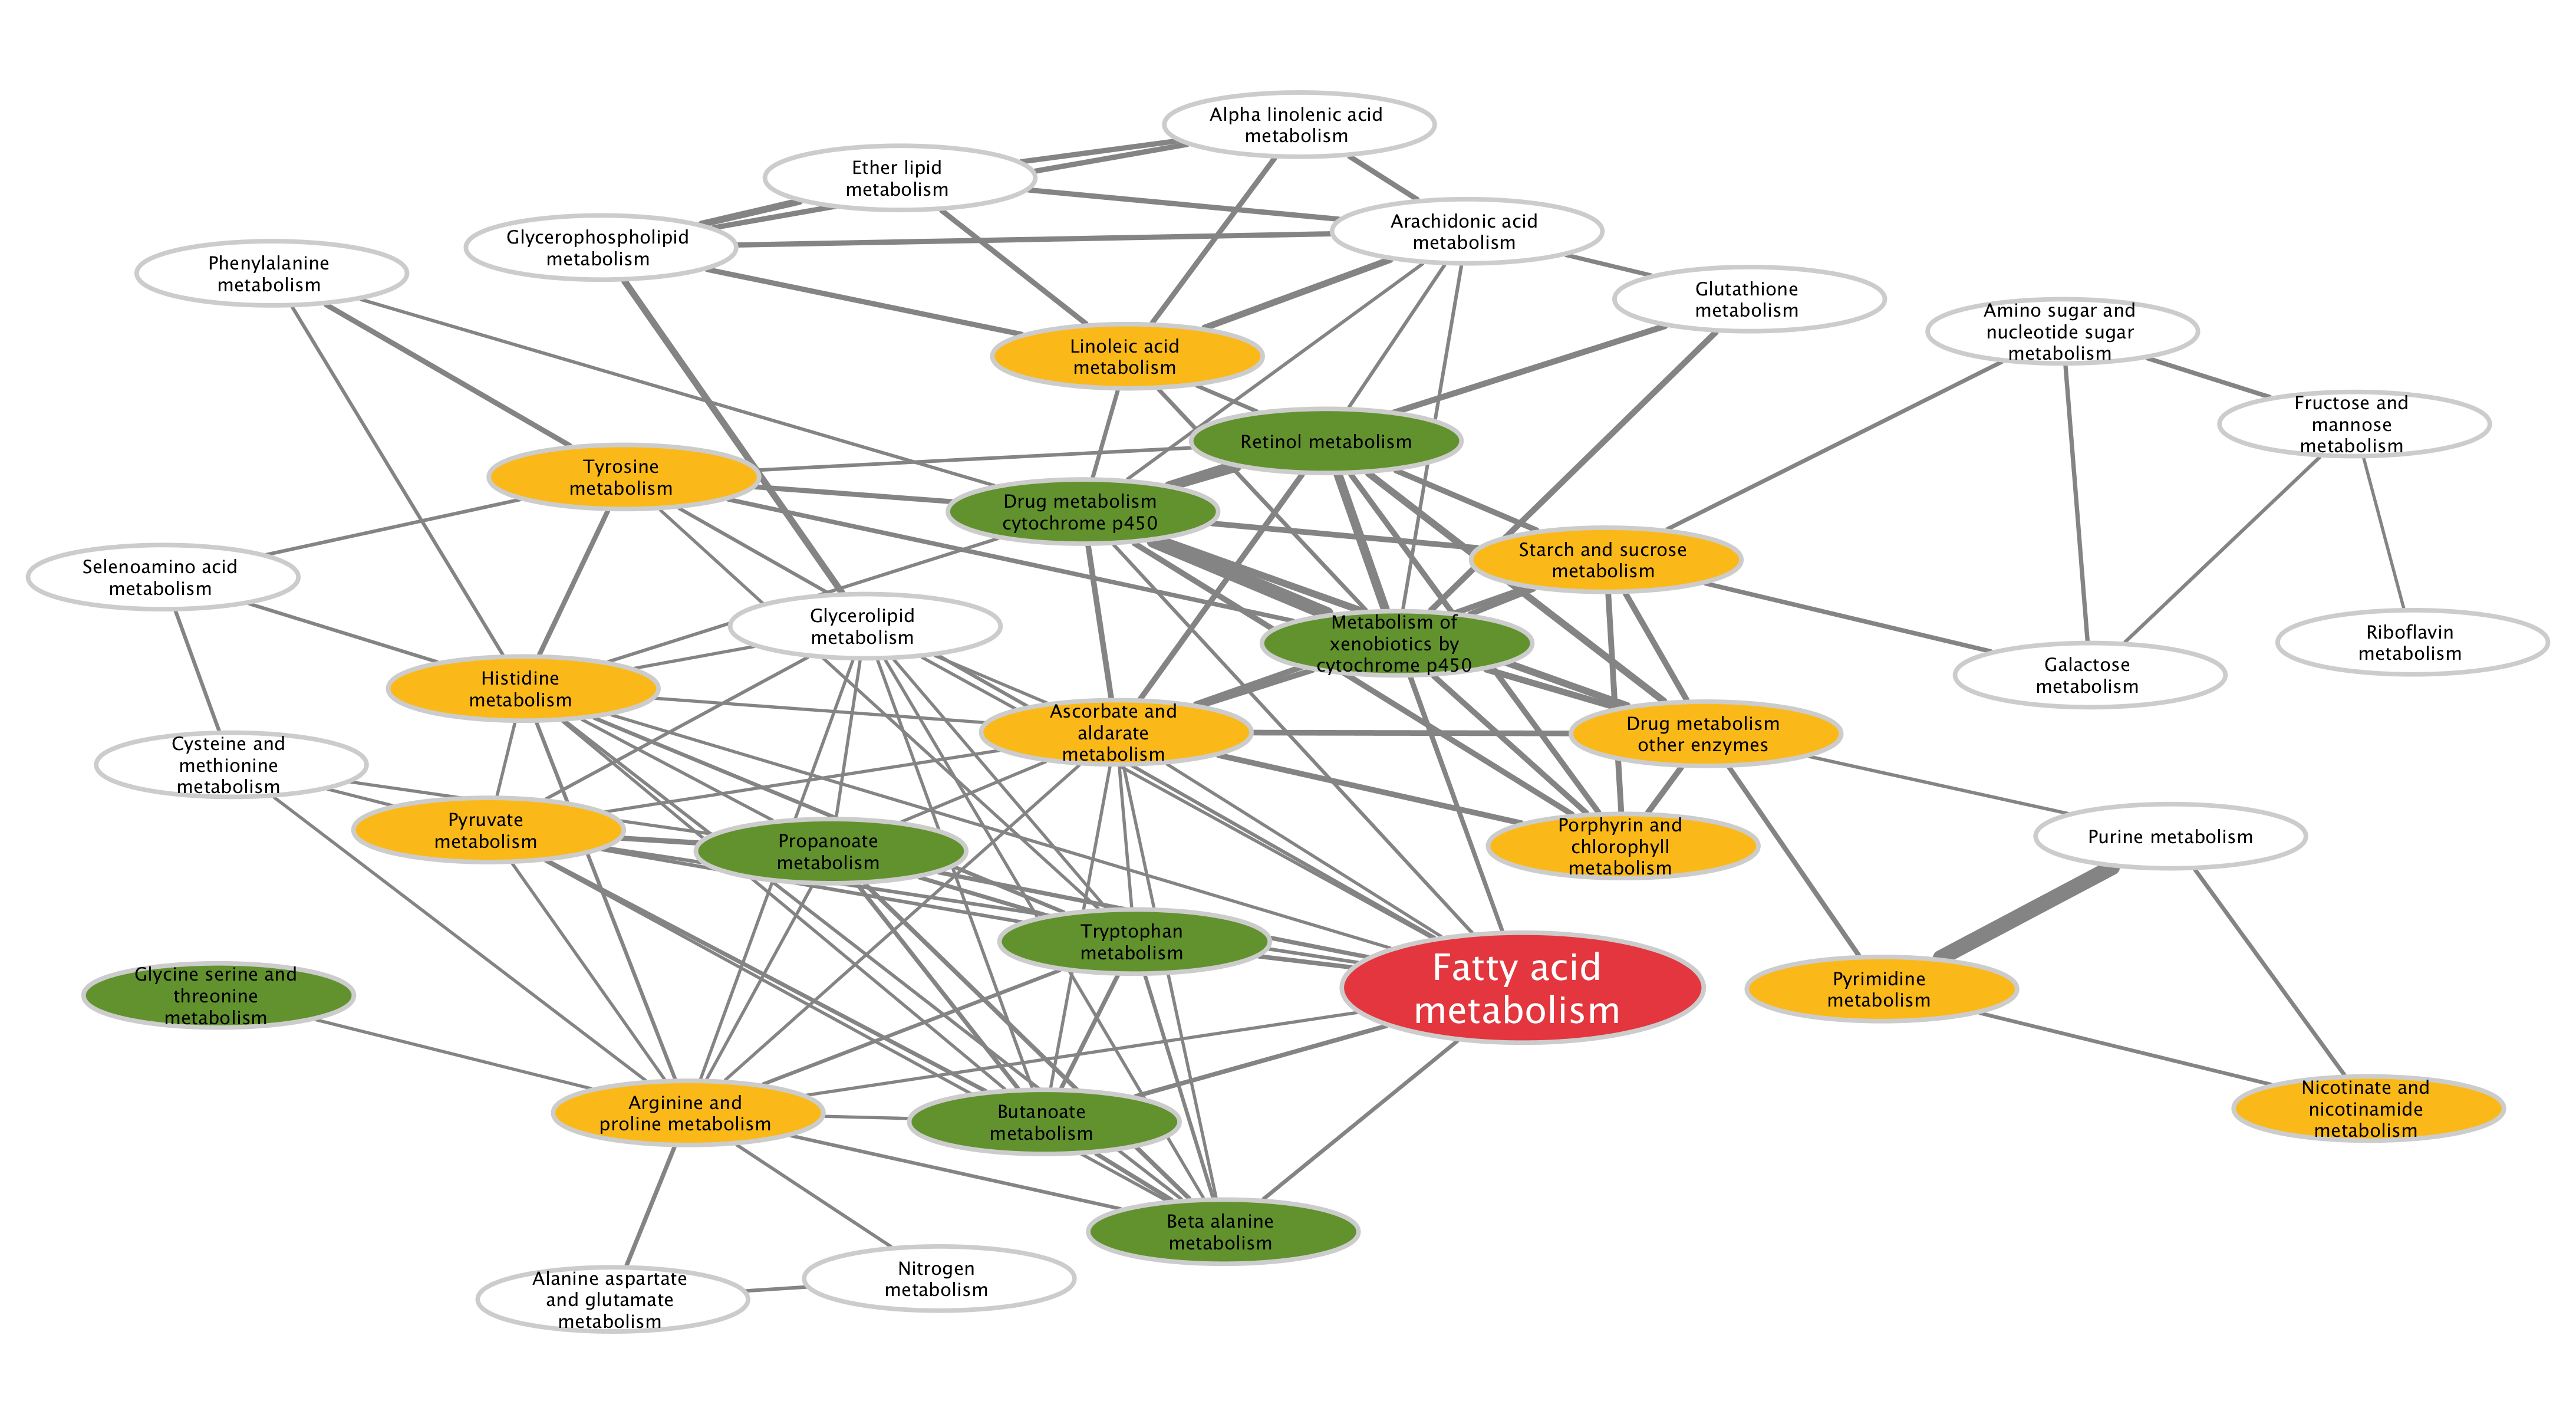 Alpha linolenic acid
metabolism
Ether lipid
metabolism
Arachidonic acid
metabolism
Glycerophospholipid
metabolism
Phenylalanine
metabolism
Glutathione
metabolism
Amino sugar and
nucleotide sugar
metabolism
Linoleic acid
metabolism
Fructose and
mannose
metabolism
Retinol metabolism
Tyrosine
metabolism
Drug metabolism
cytochrome p450
Starch and sucrose
metabolism
Selenoamino acid
metabolism
Glycerolipid
metabolism
Metabolism of
xenobiotics by
cytochrome p450
Riboflavin
metabolism
Galactose
metabolism
Histidine
metabolism
Ascorbate and
aldarate
metabolism
Drug metabolism
other enzymes
Cysteine and
methionine
metabolism
Pyruvate
metabolism
Propanoate
metabolism
Porphyrin and
chlorophyll
metabolism
Purine metabolism
Tryptophan
metabolism
Fatty acid
metabolism
Pyrimidine
metabolism
Glycine serine and
threonine
metabolism
Arginine and
proline metabolism
Butanoate
metabolism
Nicotinate and
nicotinamide
metabolism
Beta alanine
metabolism
Nitrogen
metabolism
Alanine aspartate
and glutamate
metabolism